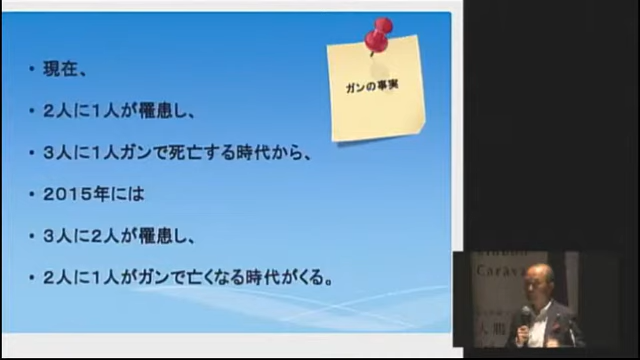 ガンの事実
・現在、
・2人に1人が罹患し、
・3人に1人ガンで死亡する時代から、
・2015年には
・3人に2人が罹患し、
・2人に1人がガンで亡くなる時代がくる。
Carava
人間